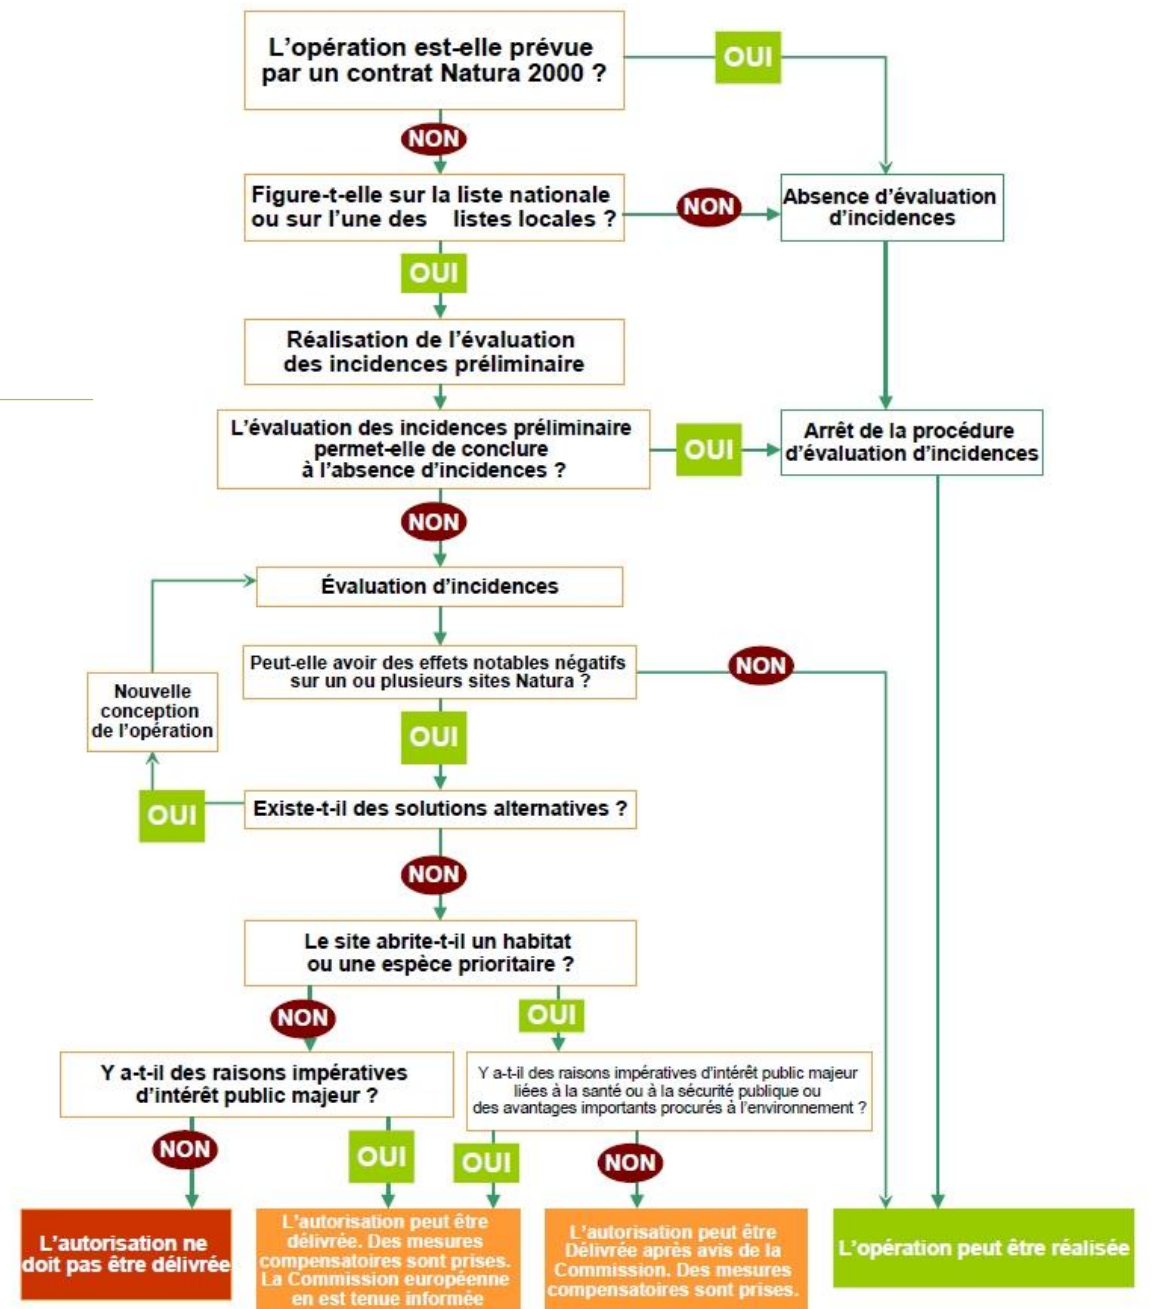 L'opération est-elle prévue
par un contrat Natura 2000 ?
OUI
NON
Figure-t-elle sur la liste nationale
ou sur l'une des listes locales ?
NON
Absence d'évaluation
d'incidences
OUI
Réalisation de l'évaluation
des incidences préliminaire
L'évaluation des incidences préliminaire
permet-elle de conclure
à l'absence d'incidences ?
OUI
Arrêt de la procédure
d'évaluation d'incidences
NON
Évaluation d'incidences
Peut-elle avoir des effets notables négatifs
sur un ou plusieurs sites Natura ?
NON
Nouvelle
conception
de l'opération
OUI
OUI
Existe-t-il des solutions alternatives ?
NON
Le site abrite-t-il un habitat
ou une espèce prioritaire ?
NON
OUI
Y a-t-il des raisons impératives
d'intérêt public majeur ?
Y a-t-il des raisons impératives d'intérêt public majeur
liées à la santé ou à la sécurité publique ou
des avantages importants procurés à l'environnement ?
NON
OUI
OUI
NON
L'autorisation ne
doit pas être délivrée
L'autorisation peut être
délivrée. Des mesures
compensatoires sont prises.
La Commission européenne
en est tenue informée
L'autorisation peut être
Délivrée après avis de la
Commission. Des mesures
compensatoires sont prises.
L'opération peut être réalisée